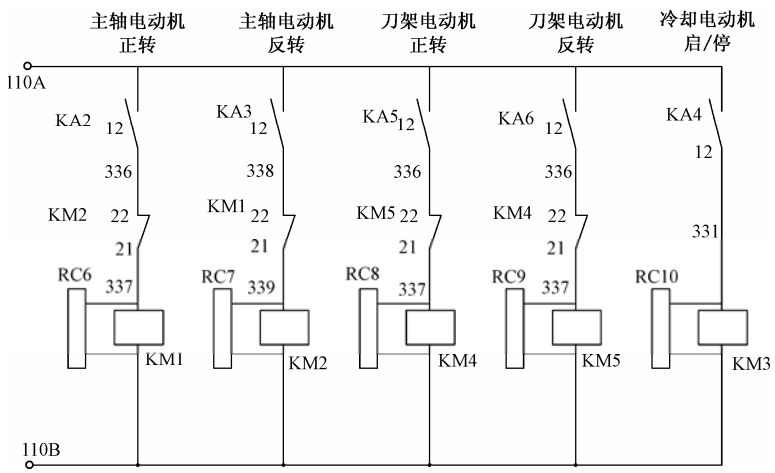 主轴电动机 主轴电动机 刀架电动机 刀架电动机 冷却电动机
正转 反转 正转 反转 启/停
110A
KA2 KA3 KA5 KA6 KA4
12 12 12 12 12
336 338 336 336
KM2 22 KM1 22 KM5 22 KM4 22 331
21 21 21 21
RC6 337 RC7 339 RC8 337 RC9 337 RC10
KM1 KM2 KM4 KM5 KM3
110B